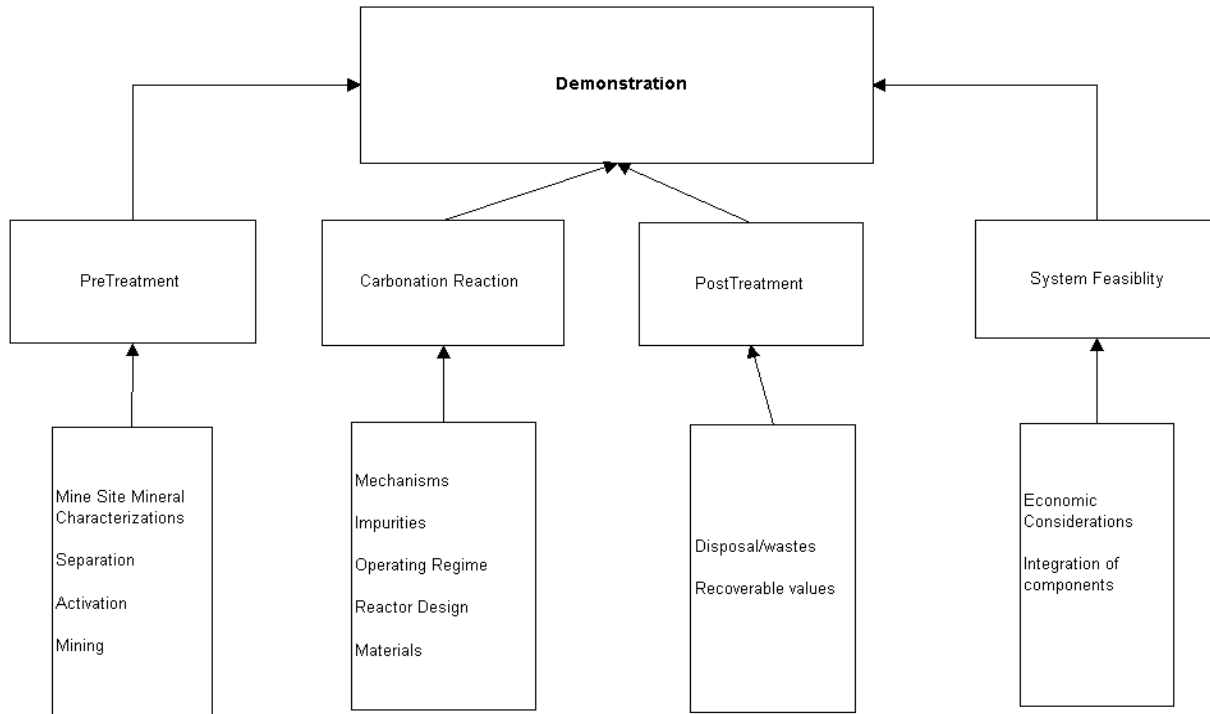 Demonstration
PreTreatment
Carbonation Reaction
PostTreatment
System Feasiblity
Mine Site Mineral
Characterizations
Separation
Activation
Mining
Mechanisms
Impurities
Operating Regime
Reactor Design
Materials
Disposal/wastes
Recoverable values
Economic
Considerations
Integration of
components